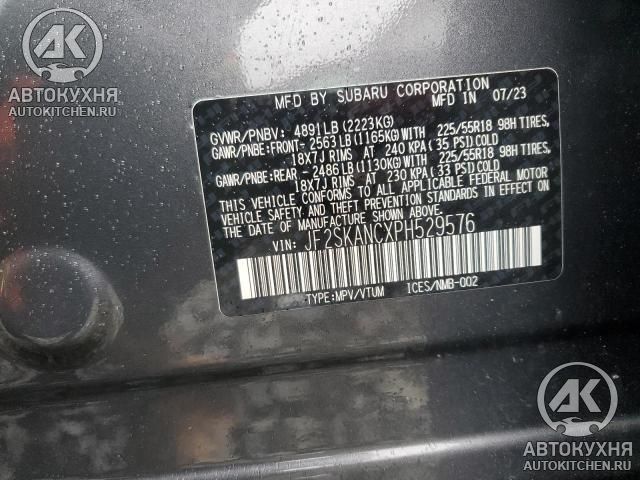 АК
АВТОКУХНЯ
AutoKitchen.ru
MFD BY SUBARU CORPORATION
MFD IN 07/23
GVWR/PNBV: 4891LB(2223KG)
GAWR/PNBE:FRONT- 2563LB(1165KG)WITH 225/55R18 98H TIRES,
18X7J RIMS AT 240 KPA(35 PSI)COLD
GAWR/PNBE:REAR - 2486LB(1130KG)WITH 225/55R18 98H TIRES,
18X7J RIMS AT 230 KPA(33 PSI)COLD
THIS VEHICLE CONFORMS TO ALL APPLICABLE FEDERAL MOTOR
VEHICLE SAFETY AND THEFT PREVENTION STANDARDS IN
EFFECT ON THE DATE OF MANUFACTURE SHOWN ABOVE.
VIN: JF2SKANCXPH529576
TYPE:MPV/VTUM ICES/NMB-002
АК
АВТОКУХНЯ
AutoKitchen.ru